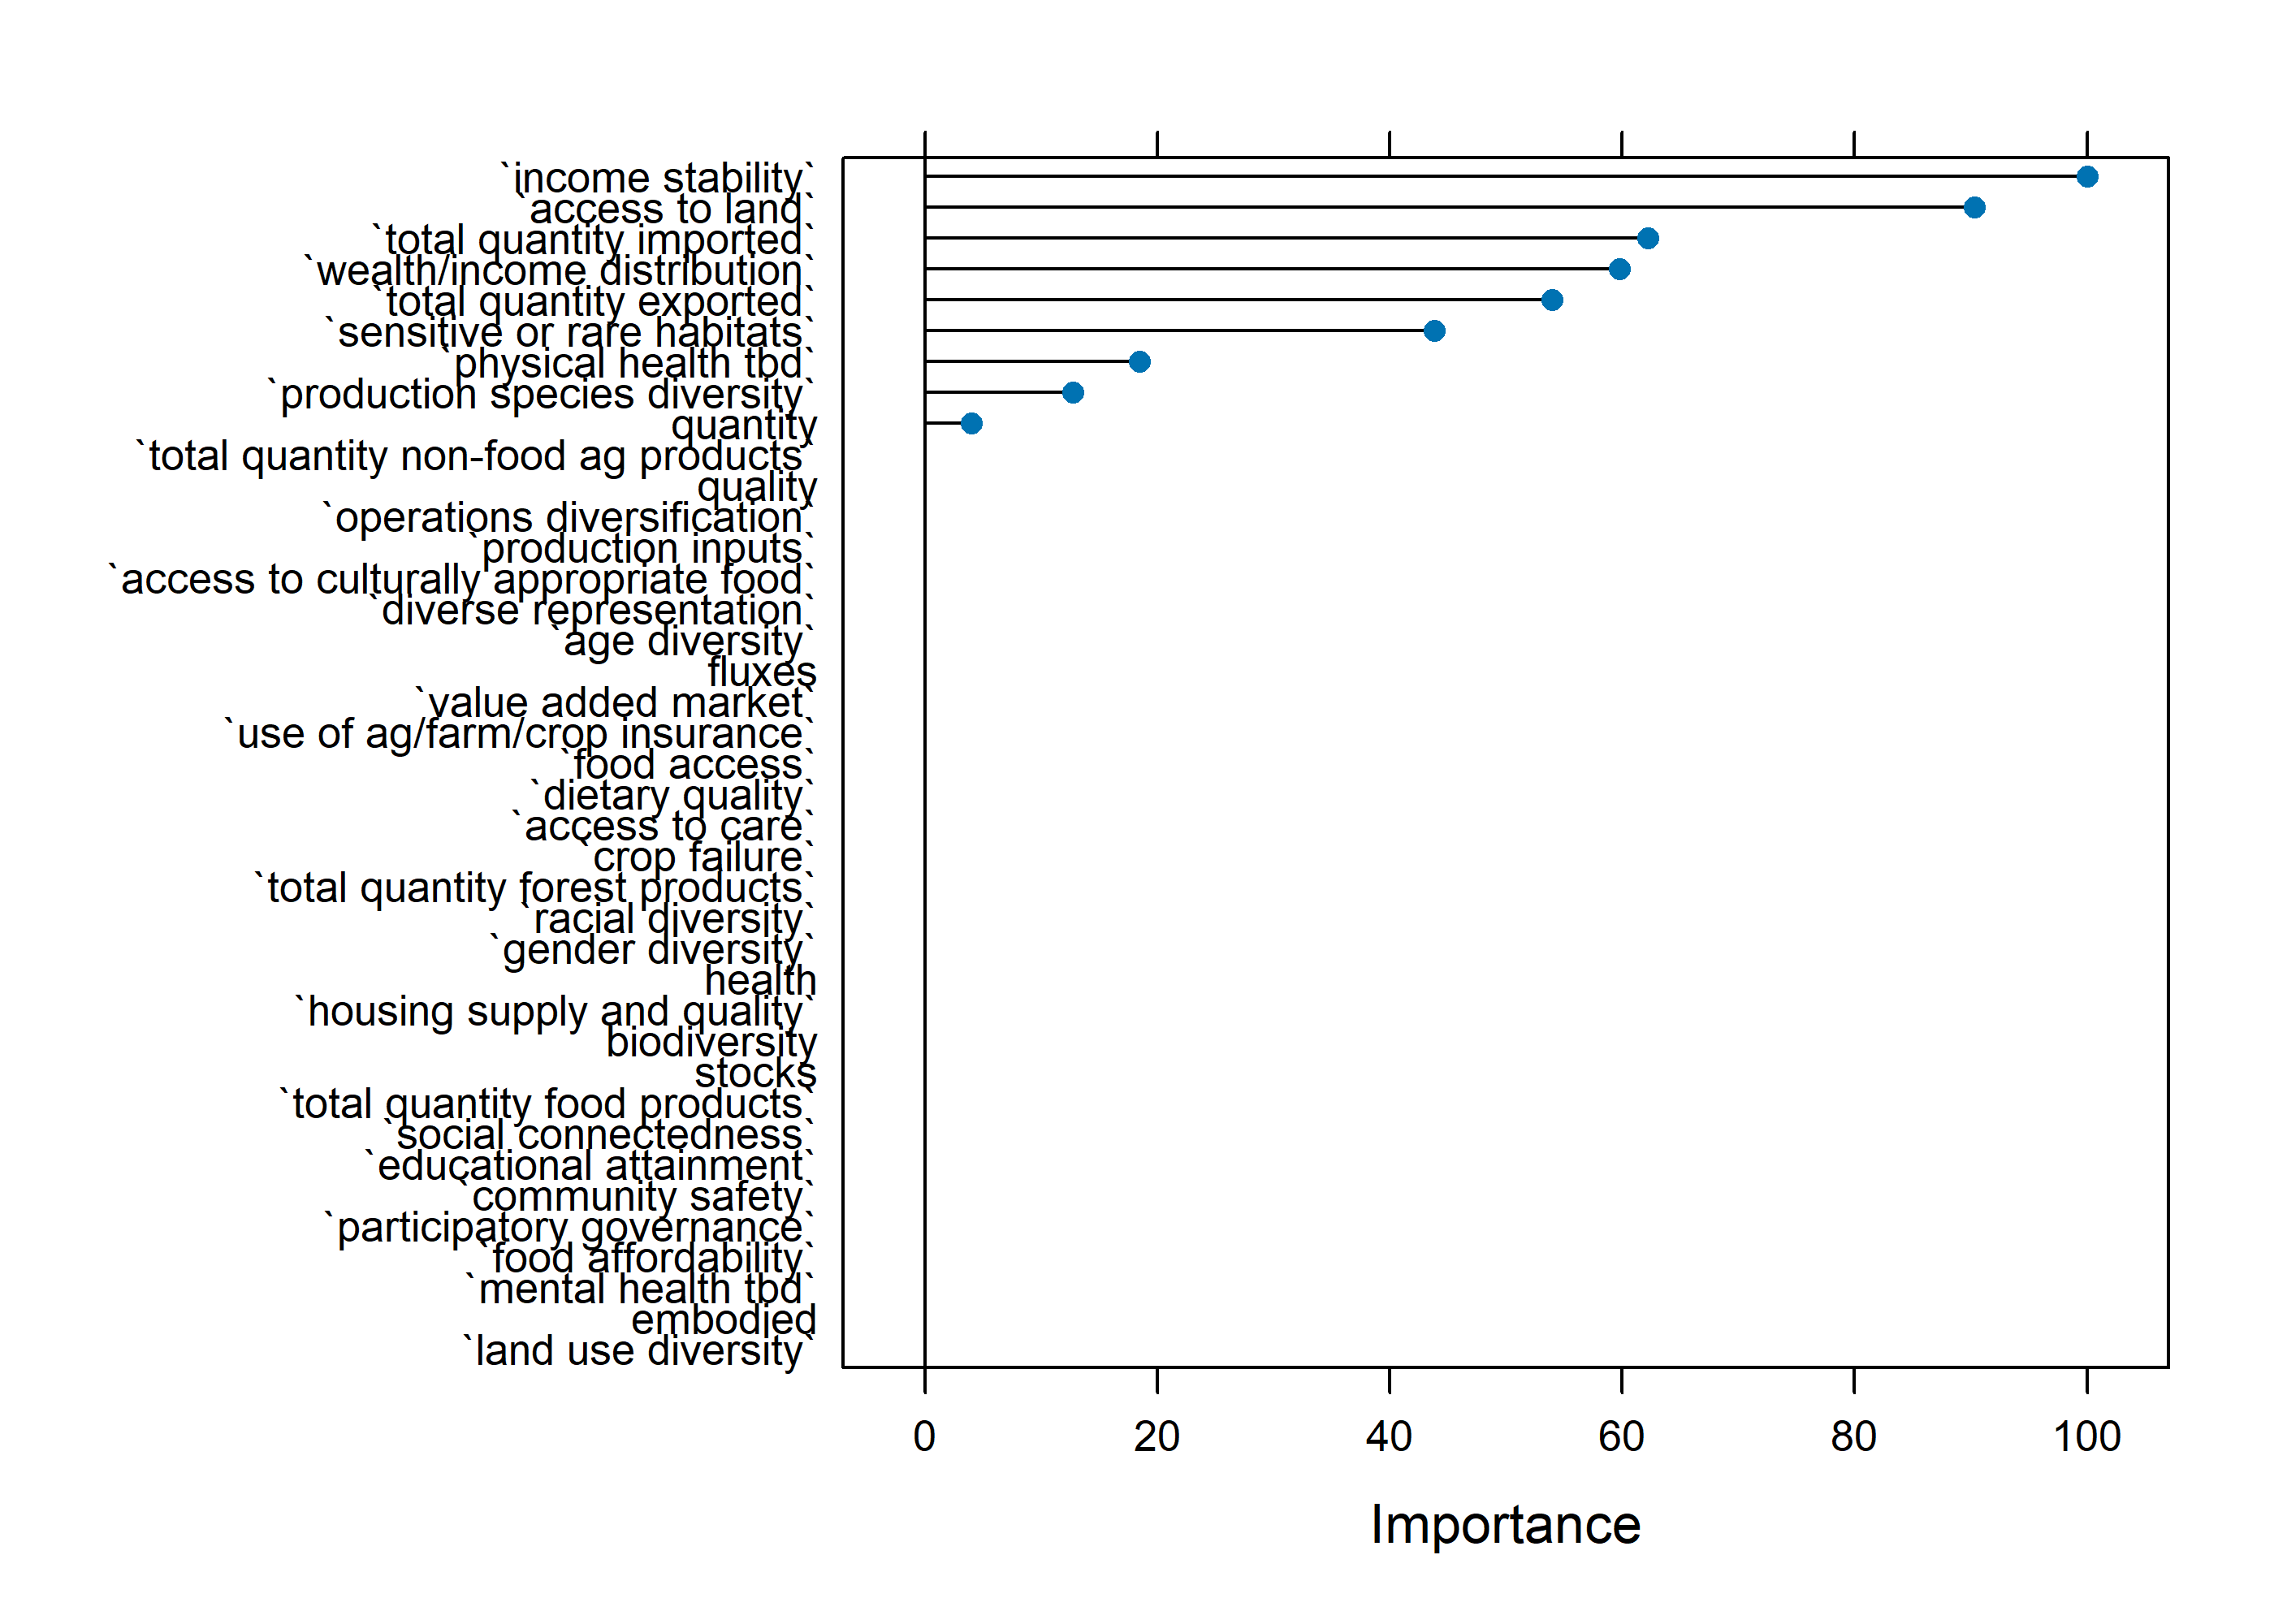 `income stability`
`access to land`
`total quantity imported`
`wealth/income distribution`
`total quantity exported`
`sensitive or rare habitats`
`physical health tbd`
`production species diversity`
quantity
`total quantity non-food ag products`
quality
`operations diversification`
`production inputs`
`access to culturally appropriate food`
`diverse representation`
`age diversity`
fluxes
`value added market`
`use of ag/farm/crop insurance`
`food access`
`dietary quality`
`access to care`
`crop failure`
`total quantity forest products`
`racial diversity`
`gender diversity`
health
`housing supply and quality`
biodiversity
stocks
`total quantity food products`
`social connectedness`
`educational attainment`
`community safety`
`participatory governance`
`food affordability`
`mental health tbd`
embodied
`land use diversity`
0 20 40 60 80 100
Importance